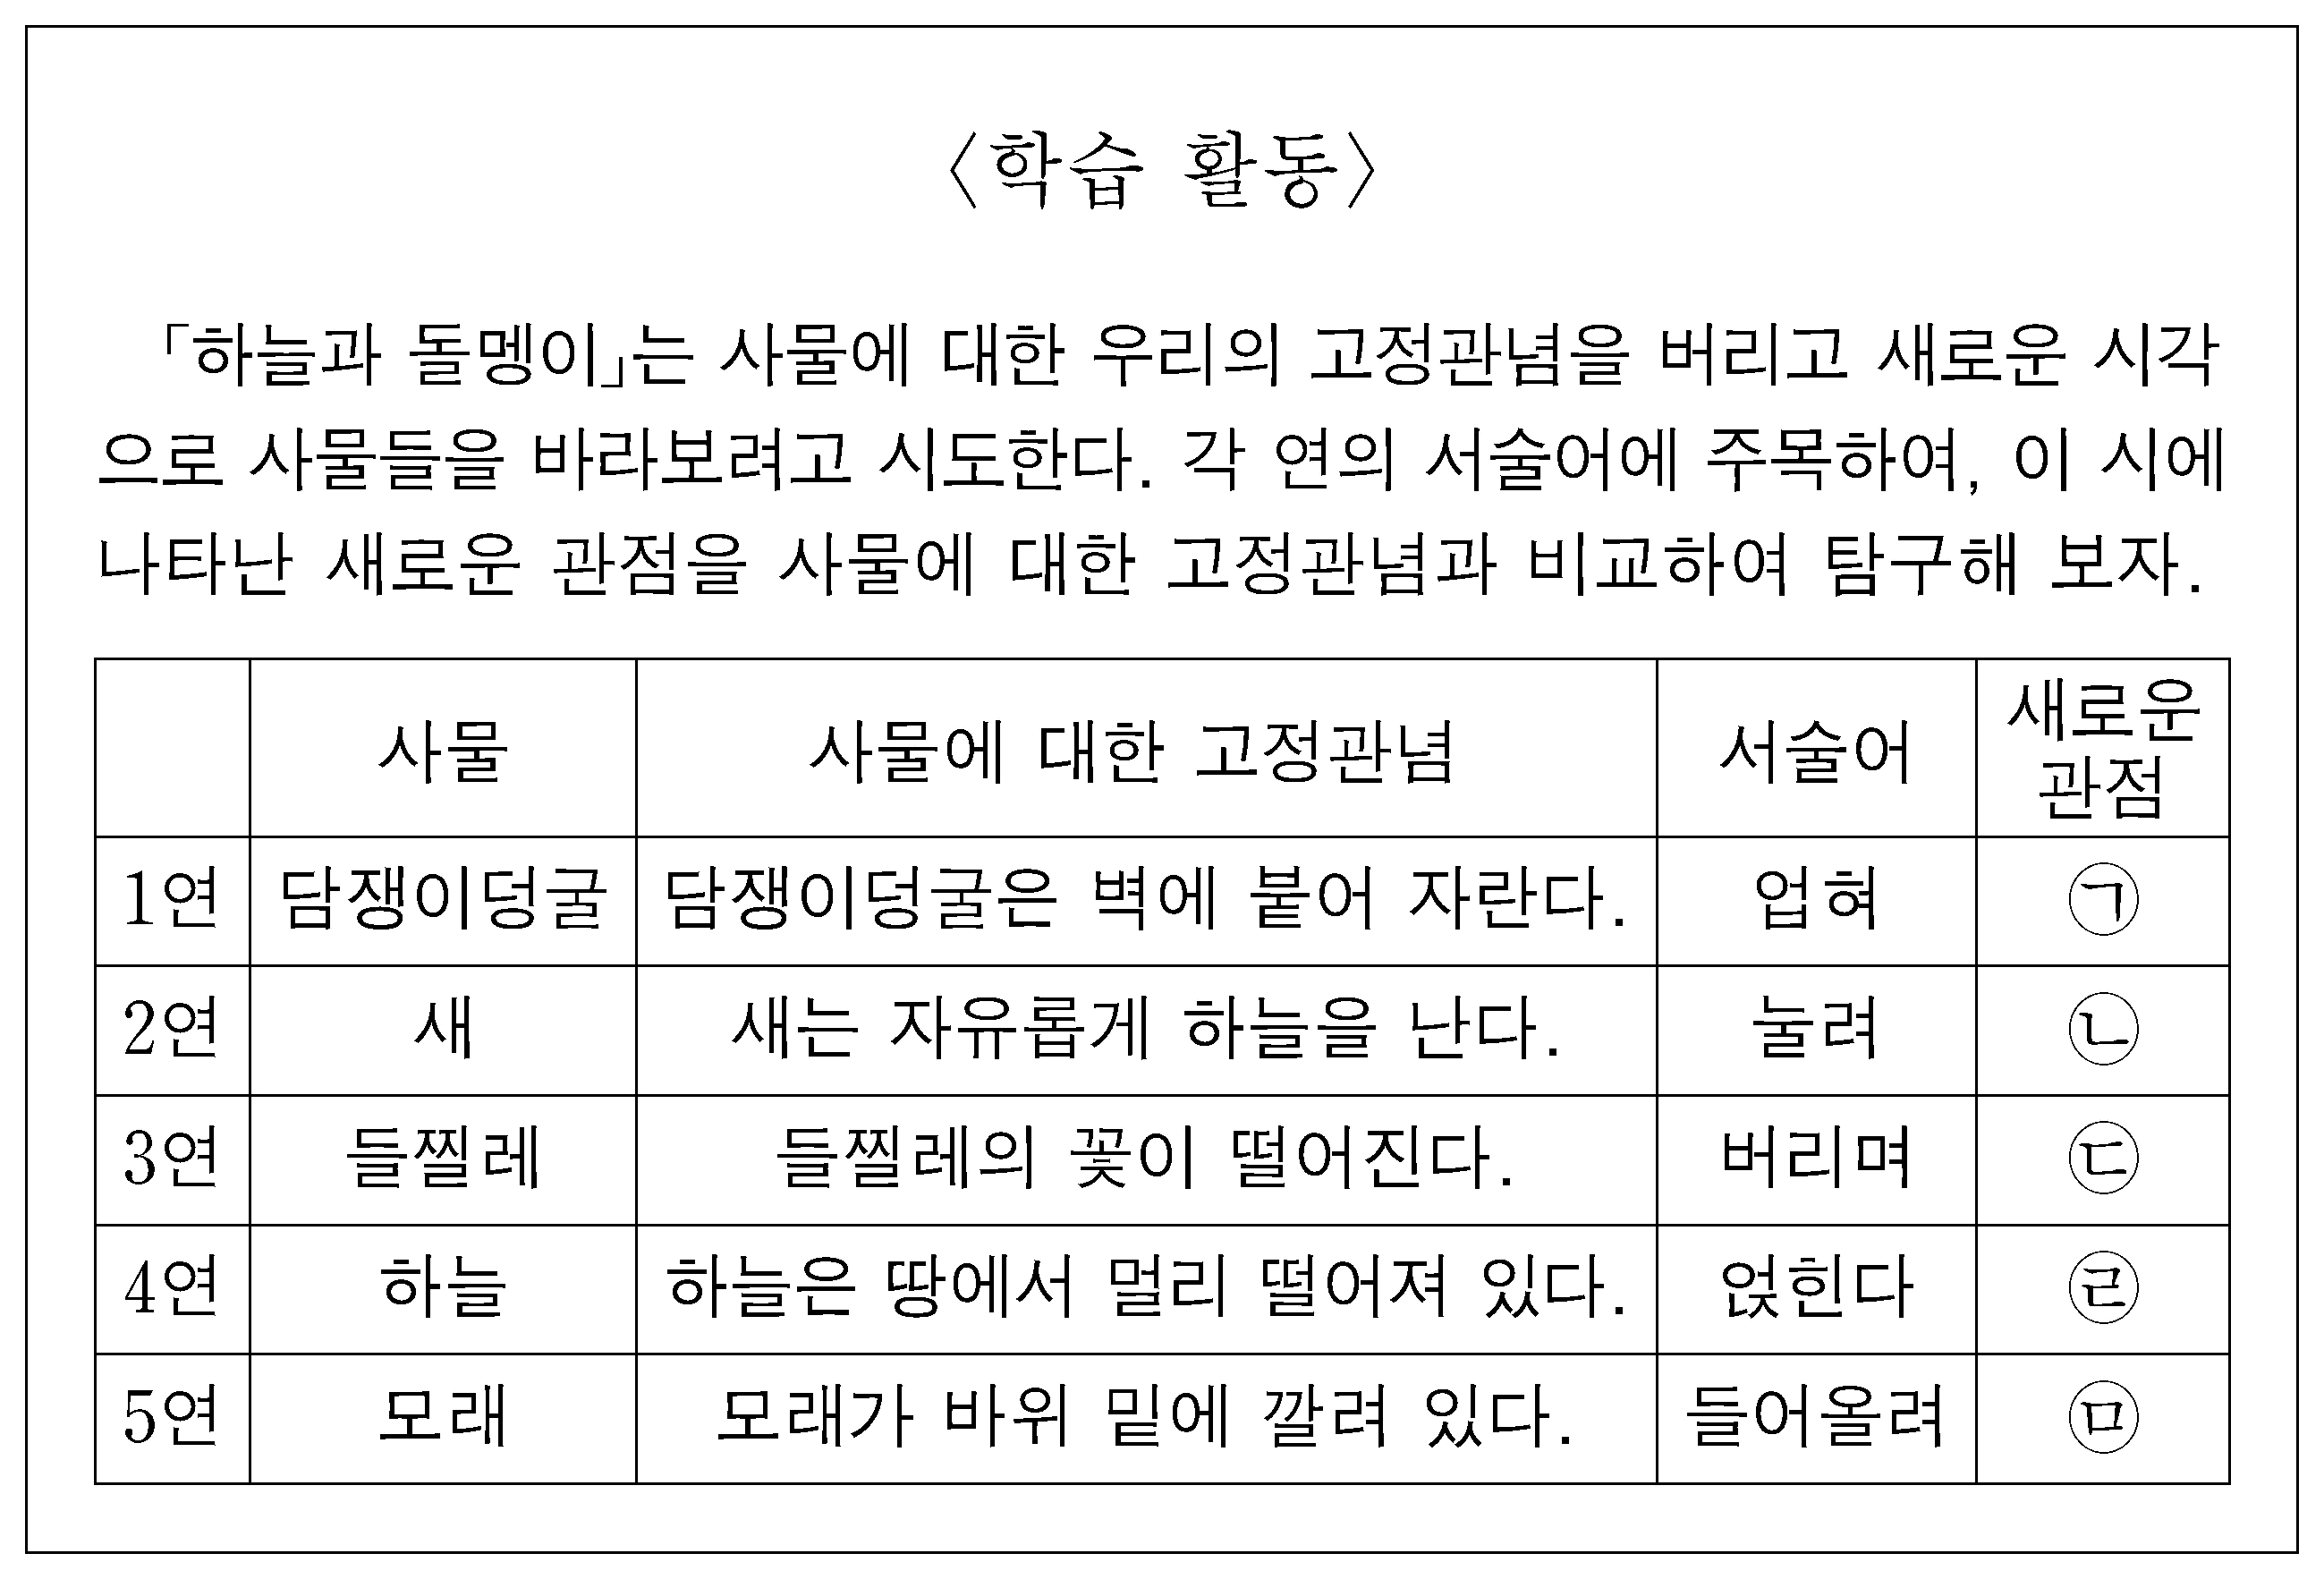 〈학습 활동〉
「하늘과 돌멩이」는 사물에 대한 우리의 고정관념을 버리고 새로운 시각
으로 사물들을 바라보려고 시도한다. 각 연의 서술어에 주목하여, 이 시에
나타난 새로운 관점을 사물에 대한 고정관념과 비교하여 탐구해 보자.
사물 사물에 대한 고정관념 서술어 새로운 관점
1연 담쟁이덩굴 담쟁이덩굴은 벽에 붙어 자란다. 업혀 ㉠
2연 새 새는 자유롭게 하늘을 난다. 눌려 ㉡
3연 들찔레 들찔레의 꽃이 떨어진다. 버리며 ㉢
4연 하늘 하늘은 땅에서 멀리 떨어져 있다. 얹힌다 ㉣
5연 모래 모래가 바위 밑에 깔려 있다. 들어올려 ㉤